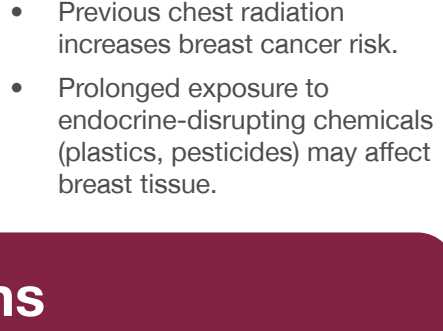 • Previous chest radiation
increases breast cancer risk.
• Prolonged exposure to
endocrine-disrupting chemicals
(plastics, pesticides) may affect
breast tissue.
ns